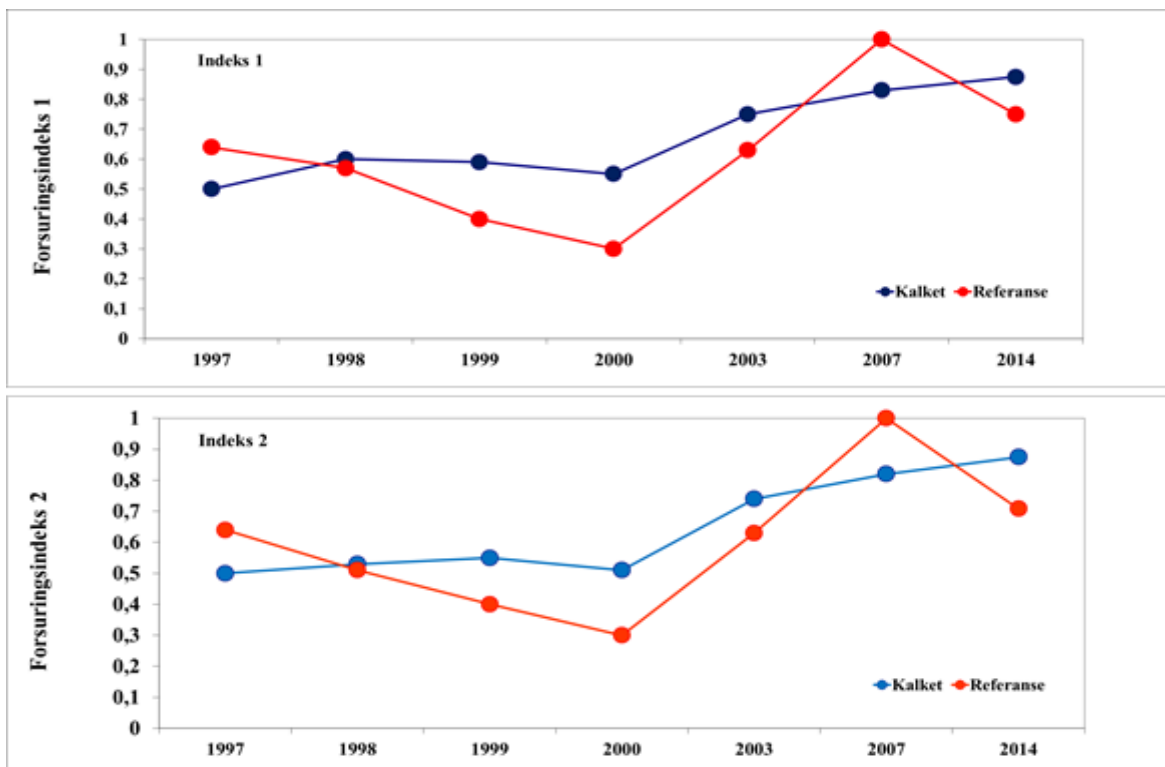 Indeks 1
Forsuringsindeks 1
1
0,9
0,8
0,7
0,6
0,5
0,4
0,3
0,2
0,1
0
Kalket Referanse
1997 1998 1999 2000 2003 2007 2014
Indeks 2
Forsuringsindeks 2
1
0,9
0,8
0,7
0,6
0,5
0,4
0,3
0,2
0,1
0
Kalket Referanse
1997 1998 1999 2000 2003 2007 2014